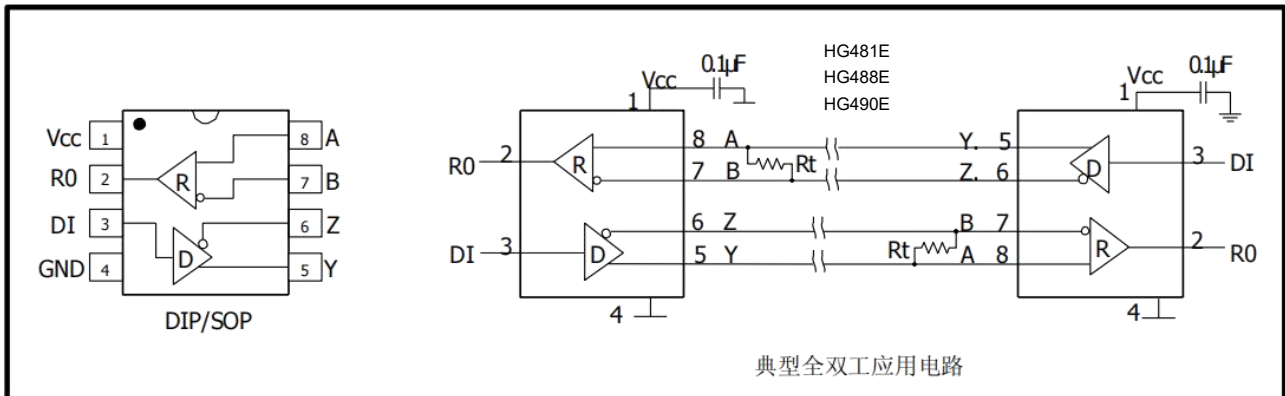 Vcc 1 8 A
R0 2 R 7 B
DI 3 6 Z
GND 4 D 5 Y
DIP/SOP
HG481E
HG488E
HG490E
Vcc 0.1μF
1
R0 2 R 8 A
7 B Rt
DI 3 D 6 Z
5 Y
4
Vcc 0.1μF
1
Y. 5 D 3 DI
Z. 6
B 7 R 2 R0
Rt A 8
4
典型全双工应用电路